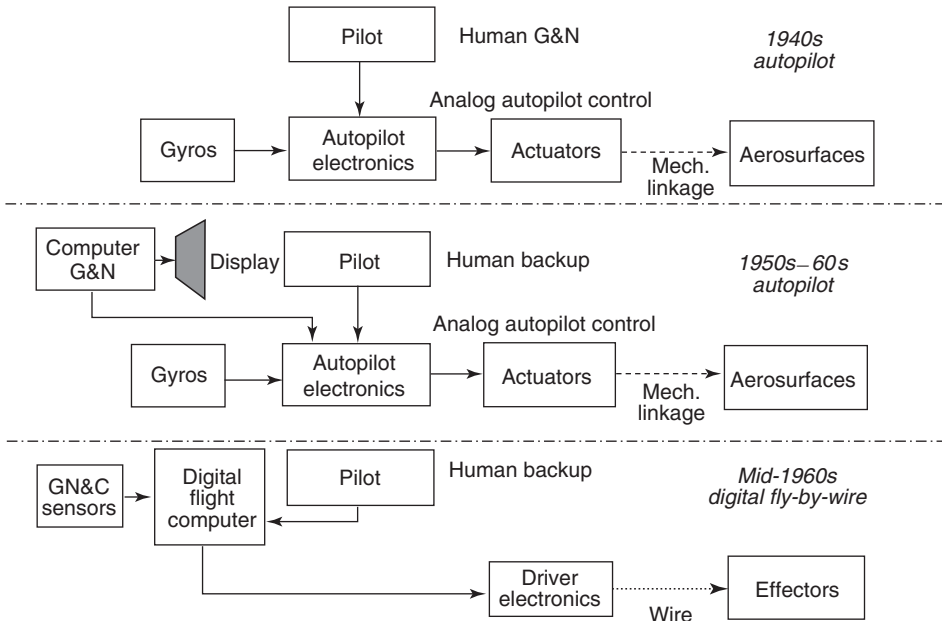 Pilot
Human G&N
1940s
autopilot
Analog autopilot control
Gyros
Autopilot
electronics
Actuators
Mech.
linkage
Aerosurfaces
Computer
G&N
Display
Pilot
Human backup
1950s–60s
autopilot
Analog autopilot control
Gyros
Autopilot
electronics
Actuators
Mech.
linkage
Aerosurfaces
GN&C
sensors
Digital
flight
computer
Pilot
Human backup
Mid-1960s
digital fly-by-wire
Driver
electronics
Wire
Effectors